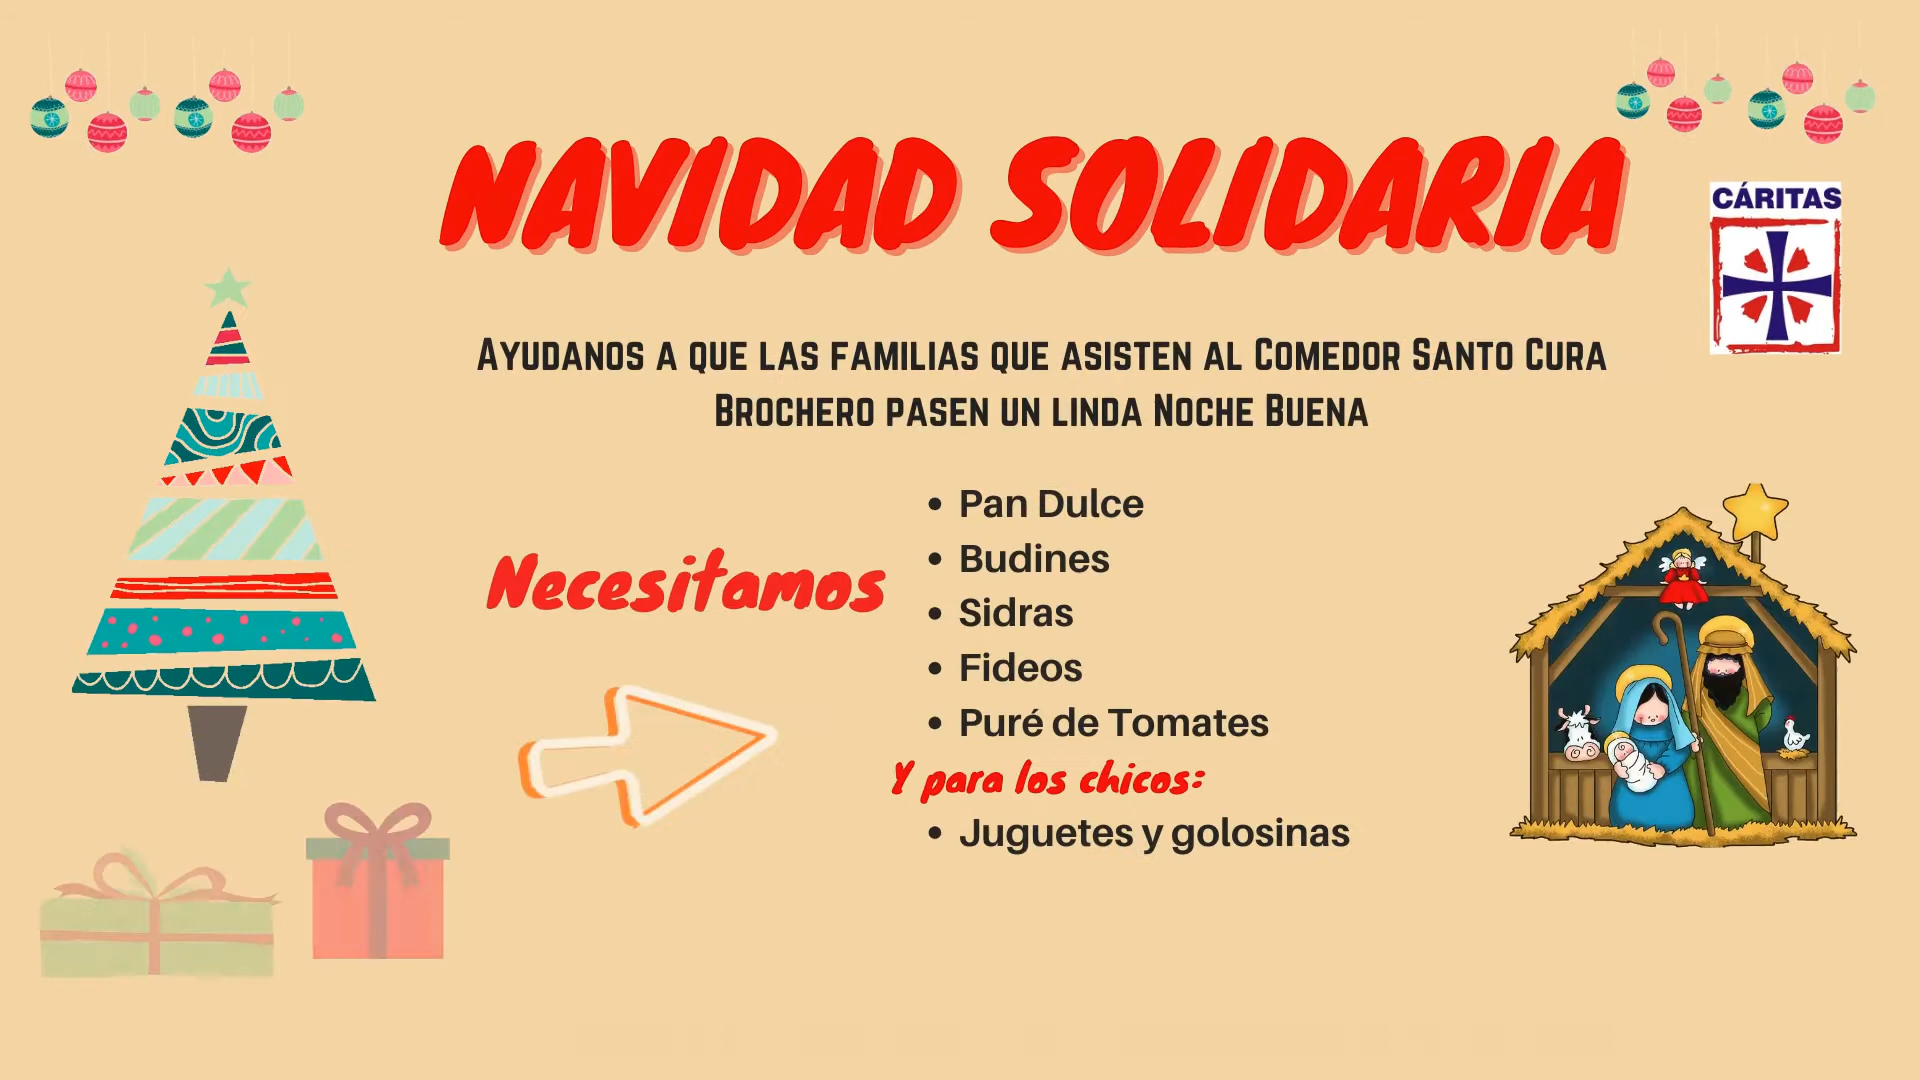 NAVIDAD SOLIDARIA
CÁRITAS
AYUDANOS A QUE LAS FAMILIAS QUE ASISTEN AL COMEDOR SANTO CURA
BROCHERO PASEN UN LINDA NOCHE BUENA
Necesitamos
• Pan Dulce
• Budines
• Sidras
• Fideos
• Puré de Tomates
Y para los chicos:
• Juguetes y golosinas